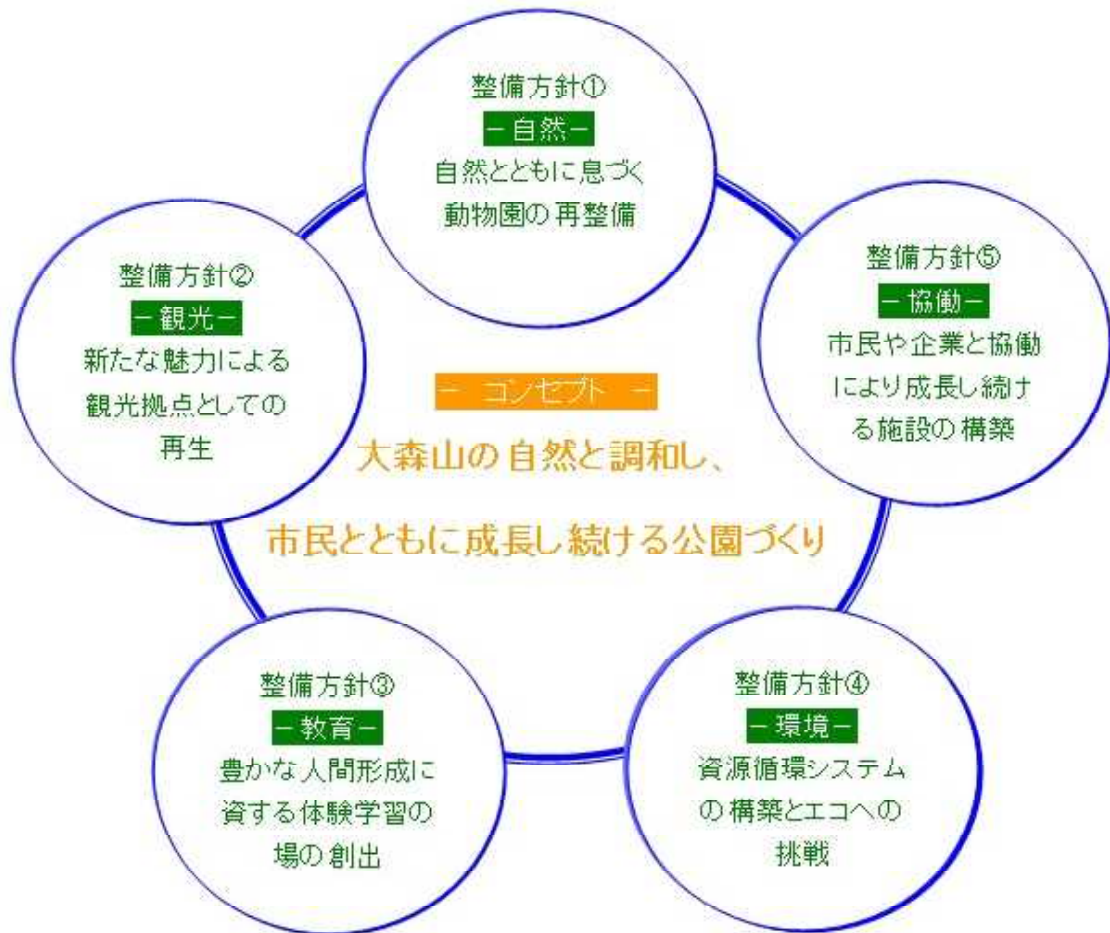 整備方針①
－自然－
自然とともに息づく
動物園の再整備
整備方針②
－観光－
新たな魅力による
観光拠点としての
再生
整備方針⑤
－協働－
市民や企業と協働
により成長し続け
る施設の構築
－ コンセプト －
大森山の自然と調和し、
市民とともに成長し続ける公園づくり
整備方針③
－教育－
豊かな人間形成に
資する体験学習の
場の創出
整備方針④
－環境－
資源循環システム
の構築とエコへの
挑戦